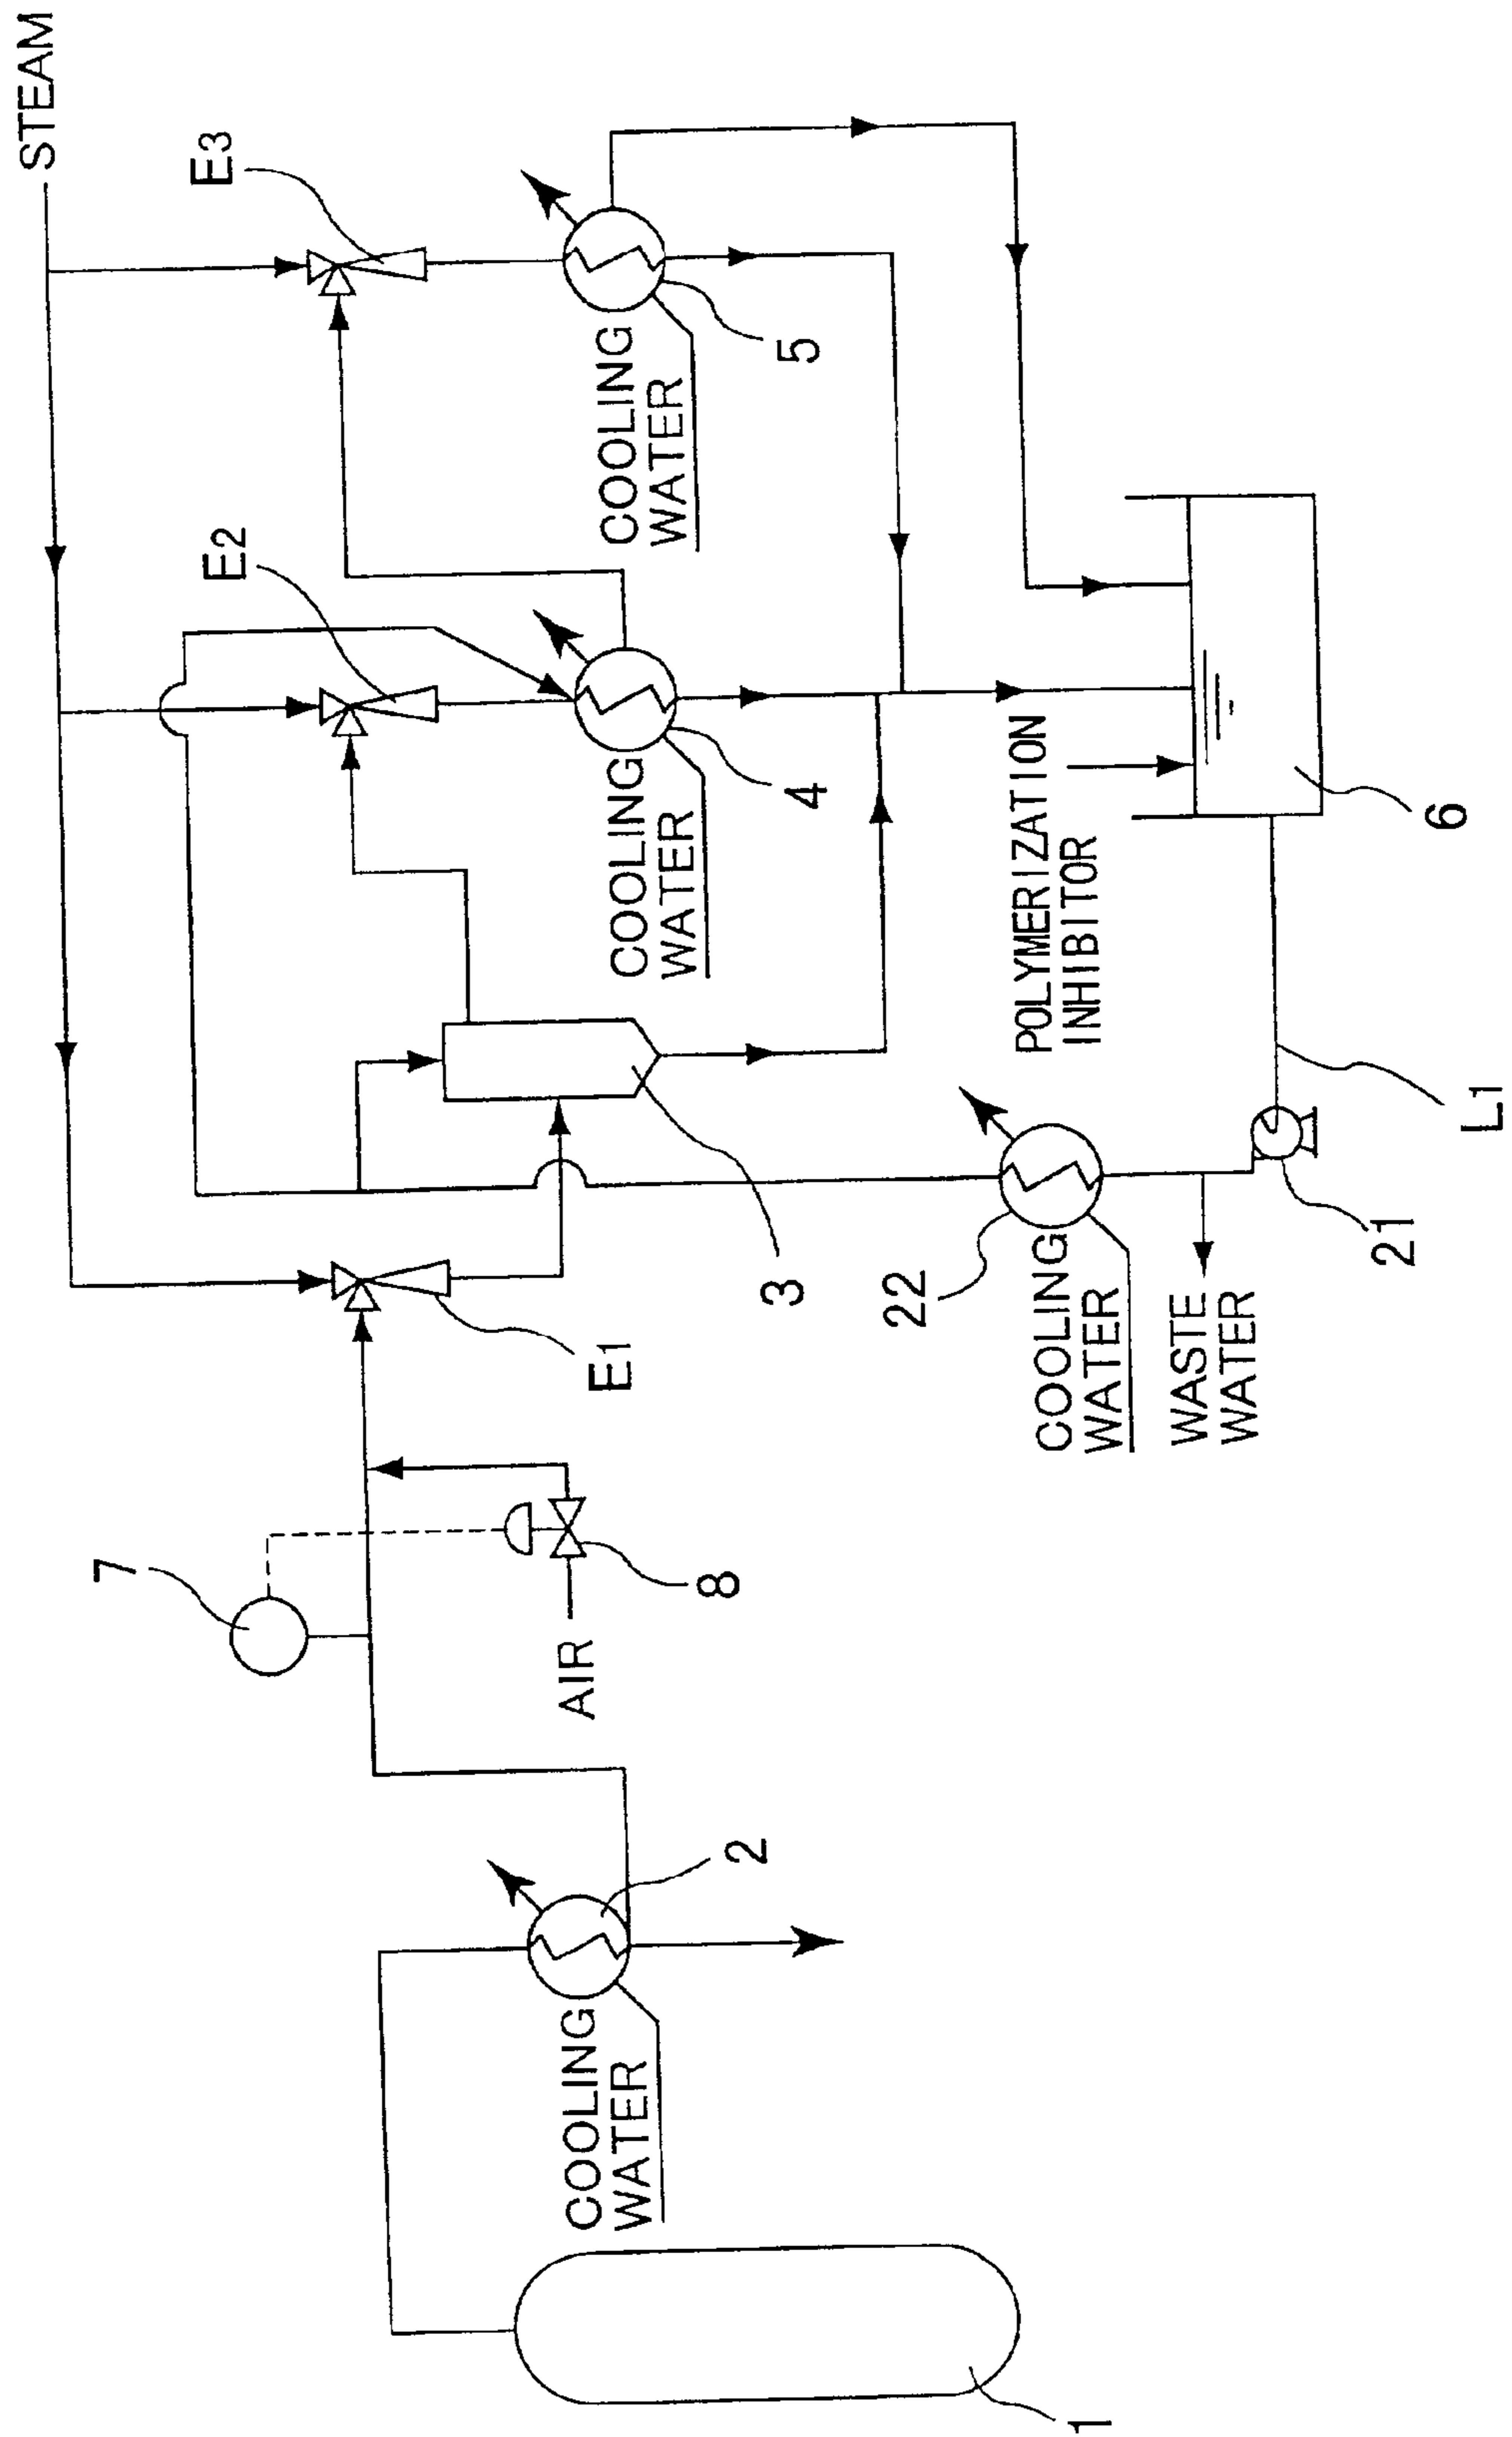 STEAM
E3
E2
COOLING
WATER
5
COOLING
WATER
4
POLYMERIZATION
INHIBITOR
6
L1
3
E1
22
21
COOLING
WATER
WASTE
WATER
7
8
AIR
2
COOLING
WATER
1